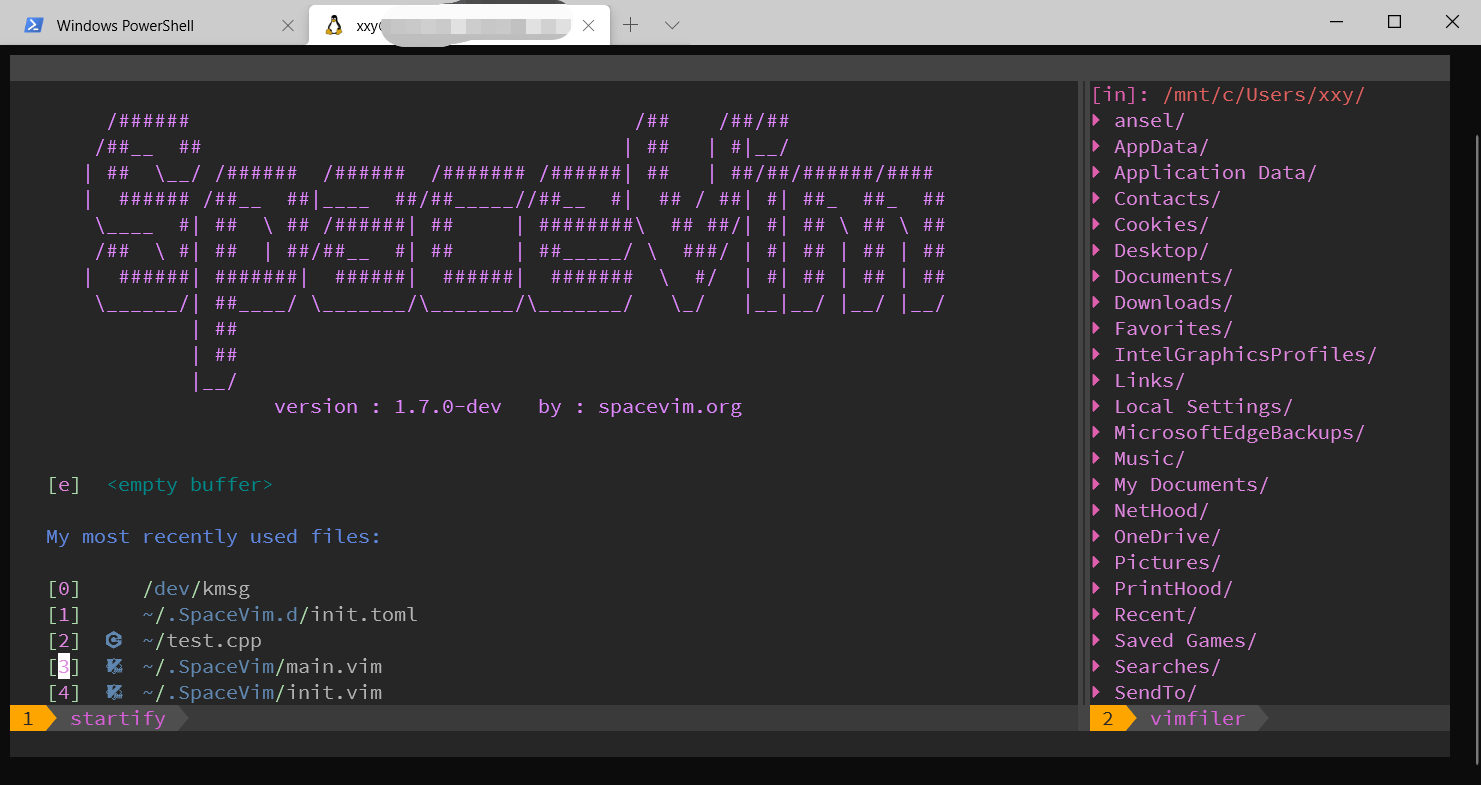 Windows PowerShell
xxy
   /######                                     /##    /##/##
  /##__  ##                                   | ##   | #|__/
 | ##  \__/ /######  /######  /####### /######| ##   | ##/##/######/####
 |  ###### /##__  ##|____  ##/##_____//##__  #|  ## / ##| #| ##_  ##_  ##
  \____  #| ##  \ ## /######| ##     | ########\  ## ##/| #| ## \ ## \ ##
  /##  \ #| ##  | ##/##__  #| ##     | ##_____/ \  ###/ | #| ## | ## | ##
 |  ######| #######|  ######|  ######|  #######  \  #/  | #| ## | ## | ##
  \______/| ##____/ \_______/\_______/\_______/   \_/   |__|__/ |__/ |__/
          | ##
          | ##
          |__/
version : 1.7.0-dev   by : spacevim.org
[e]  <empty buffer>
My most recently used files:
[0]     /dev/kmsg
[1]     ~/.SpaceVim.d/init.toml
[2]     ~/test.cpp
[3]     ~/.SpaceVim/main.vim
[4]     ~/.SpaceVim/init.vim
1 startify
[in]: /mnt/c/Users/xxy/
ansel/
AppData/
Application Data/
Contacts/
Cookies/
Desktop/
Documents/
Downloads/
Favorites/
IntelGraphicsProfiles/
Links/
Local Settings/
MicrosoftEdgeBackups/
Music/
My Documents/
NetHood/
OneDrive/
Pictures/
PrintHood/
Recent/
Saved Games/
Searches/
SendTo/
2 vimfiler